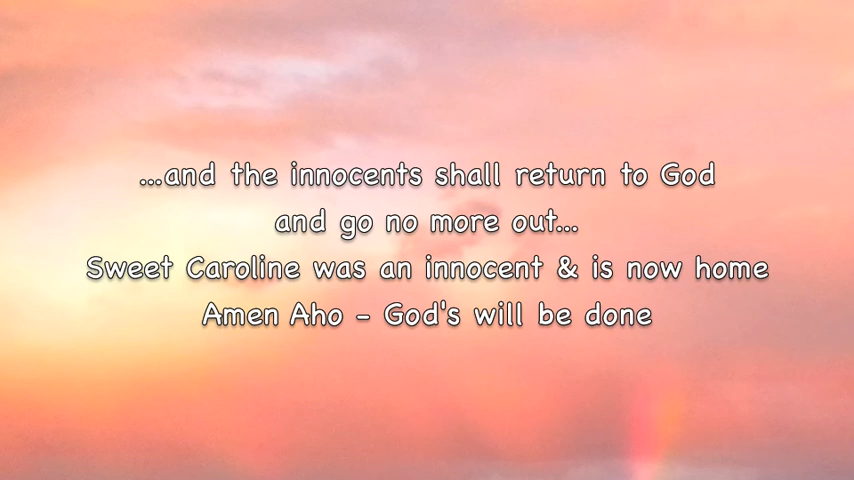 ...and the innocents shall return to God
and go no more out...
Sweet Caroline was an innocent & is now home
Amen Aho - God's will be done